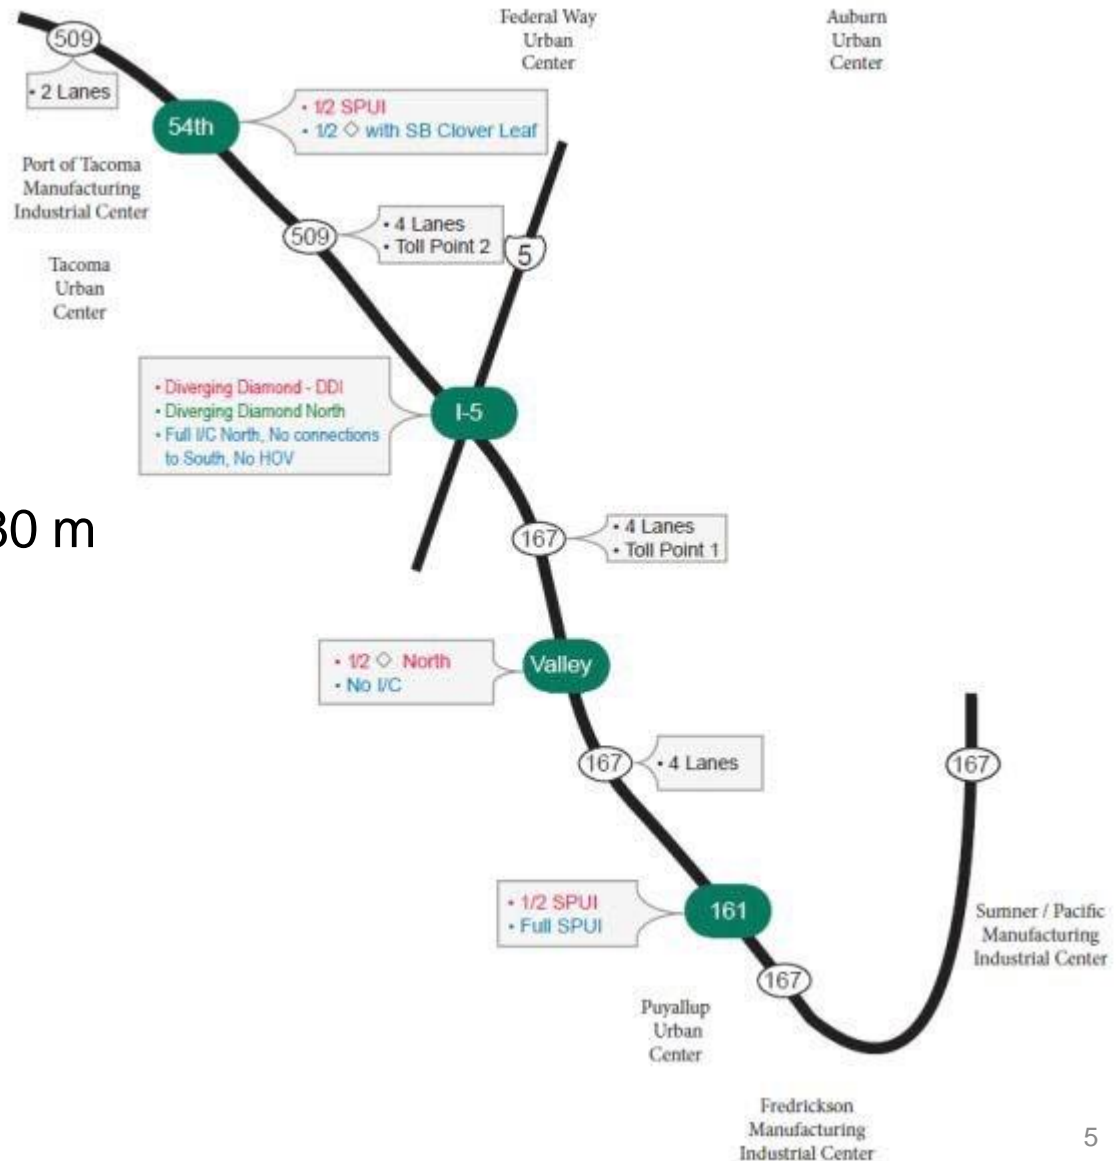 509
• 2 Lanes
Federal Way
Urban
Center
Auburn
Urban
Center
54th
• 1/2 SPUI
• 1/2 ◇ with SB Clover Leaf
Port of Tacoma
Manufacturing
Industrial Center
509
• 4 Lanes
• Toll Point 2
5
Tacoma
Urban
Center
• Diverging Diamond - DDI
• Diverging Diamond North
• Full I/C North, No connections
to South, No HOV
I-5
30 m
167
• 4 Lanes
• Toll Point 1
• 1/2 ◇ North
• No I/C
Valley
167
• 4 Lanes
167
• 1/2 SPUI
• Full SPUI
161
Sumner / Pacific
Manufacturing
Industrial Center
167
Puyallup
Urban
Center
Fredrickson
Manufacturing
Industrial Center
5